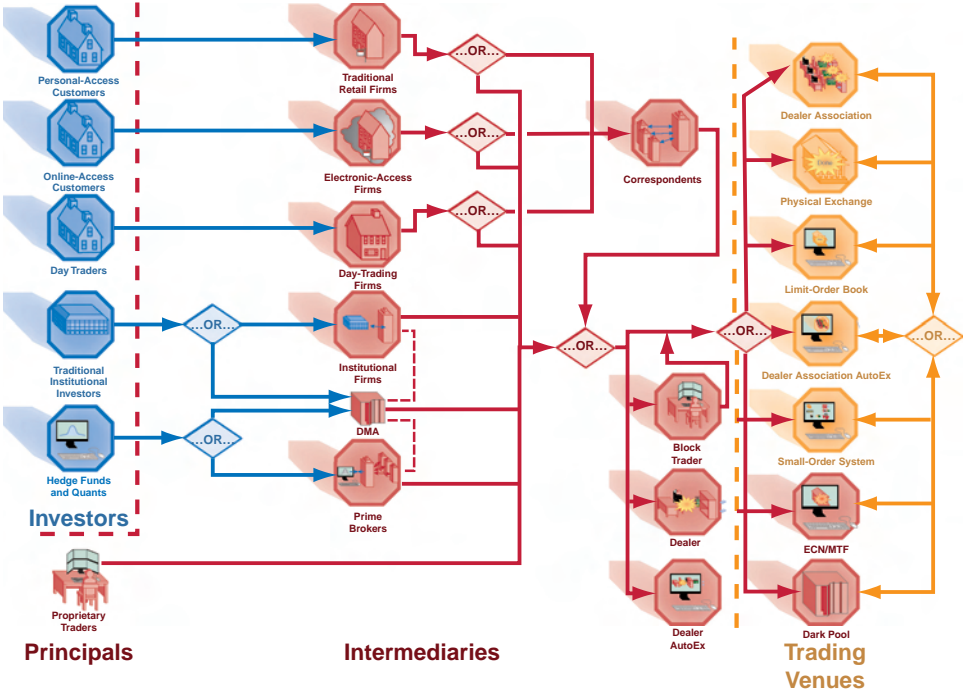 Personal-Access
Customers
Online-Access
Customers
Day Traders
Traditional
Institutional
Investors
Hedge Funds
and Quants
Investors
Proprietary
Traders
Principals
...OR...
...OR...
Traditional
Retail Firms
Electronic-Access
Firms
Day-Trading
Firms
Institutional
Firms
DMA
Prime
Brokers
Intermediaries
...OR...
...OR...
...OR...
Correspondents
...OR...
...OR...
Block
Trader
Dealer
Dealer
AutoEx
Dealer Association
Physical Exchange
Limit-Order Book
Dealer Association AutoEx
Small-Order System
ECN/MTF
Dark Pool
...OR...
Trading
Venues